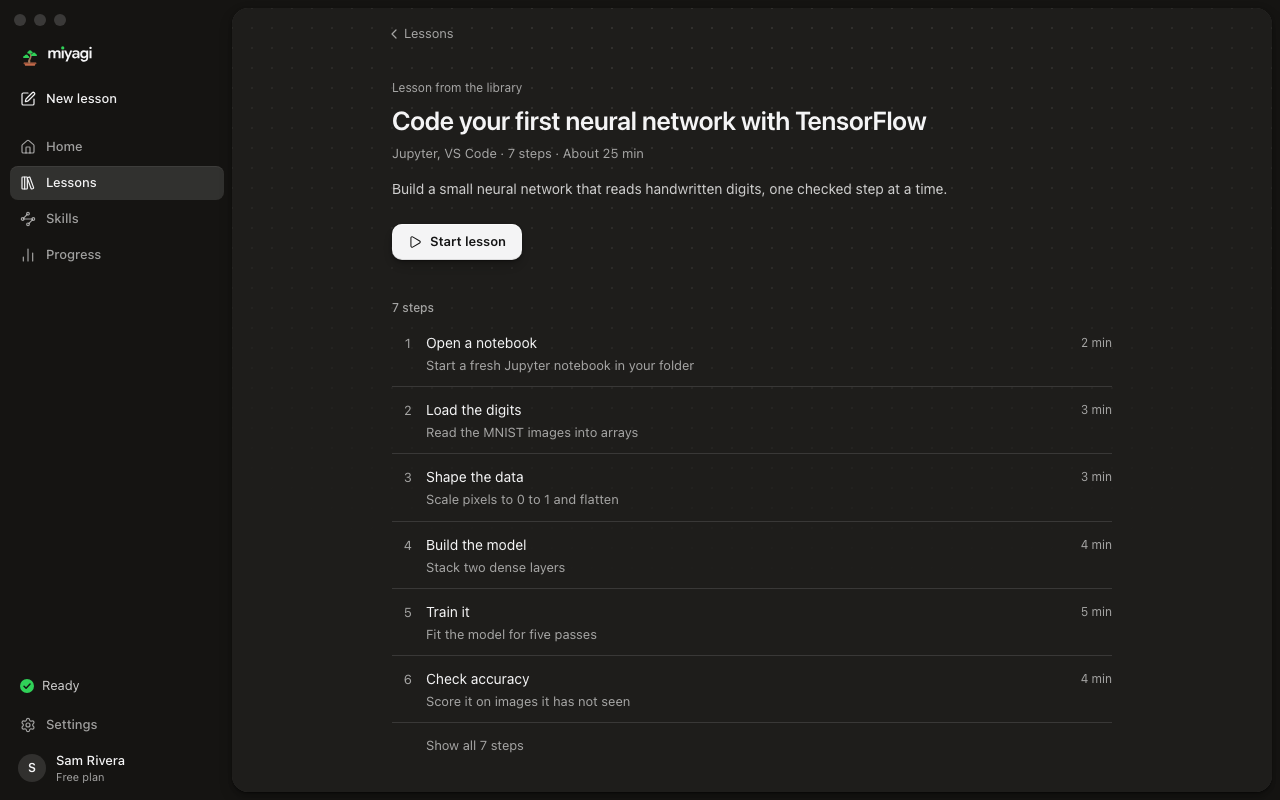 miyagi
New lesson
Home
Lessons
Skills
Progress
Ready
Settings
S
Sam Rivera
Free plan
Lessons
Lesson from the library
Code your first neural network with TensorFlow
Jupyter, VS Code · 7 steps · About 25 min
Build a small neural network that reads handwritten digits, one checked step at a time.
Start lesson
7 steps
1 Open a notebook 2 min
Start a fresh Jupyter notebook in your folder
2 Load the digits 3 min
Read the MNIST images into arrays
3 Shape the data 3 min
Scale pixels to 0 to 1 and flatten
4 Build the model 4 min
Stack two dense layers
5 Train it 5 min
Fit the model for five passes
6 Check accuracy 4 min
Score it on images it has not seen
Show all 7 steps